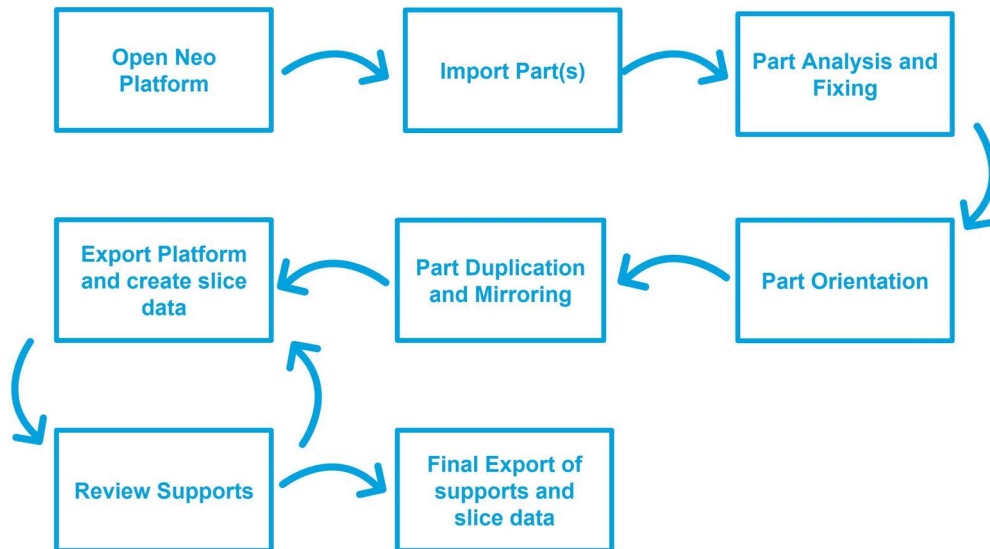 Open Neo
Platform
Import Part(s)
Part Analysis and
Fixing
Export Platform
and create slice
data
Part Duplication
and Mirroring
Part Orientation
Review Supports
Final Export of
supports and
slice data